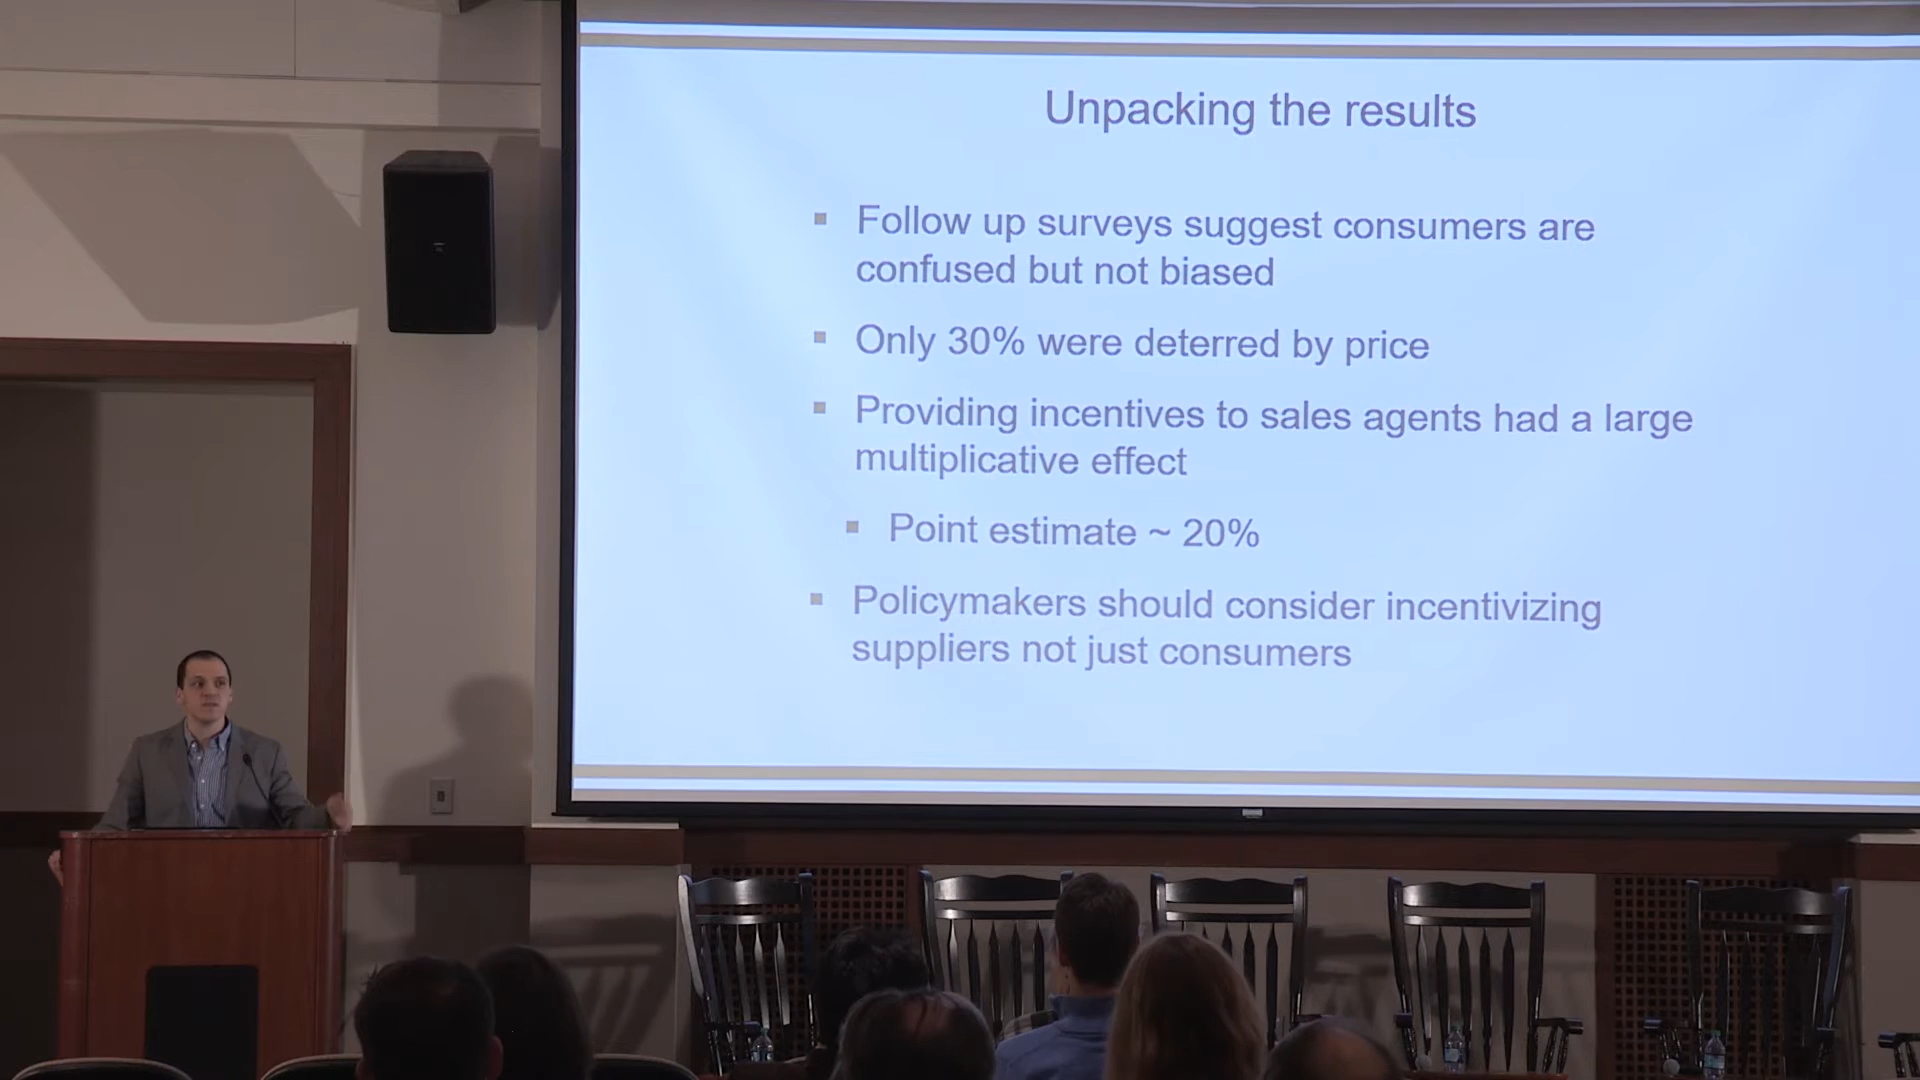 Unpacking the results
Follow up surveys suggest consumers are
confused but not biased
Only 30% were deterred by price
Providing incentives to sales agents had a large
multiplicative effect
Point estimate ~ 20%
Policymakers should consider incentivizing
suppliers not just consumers